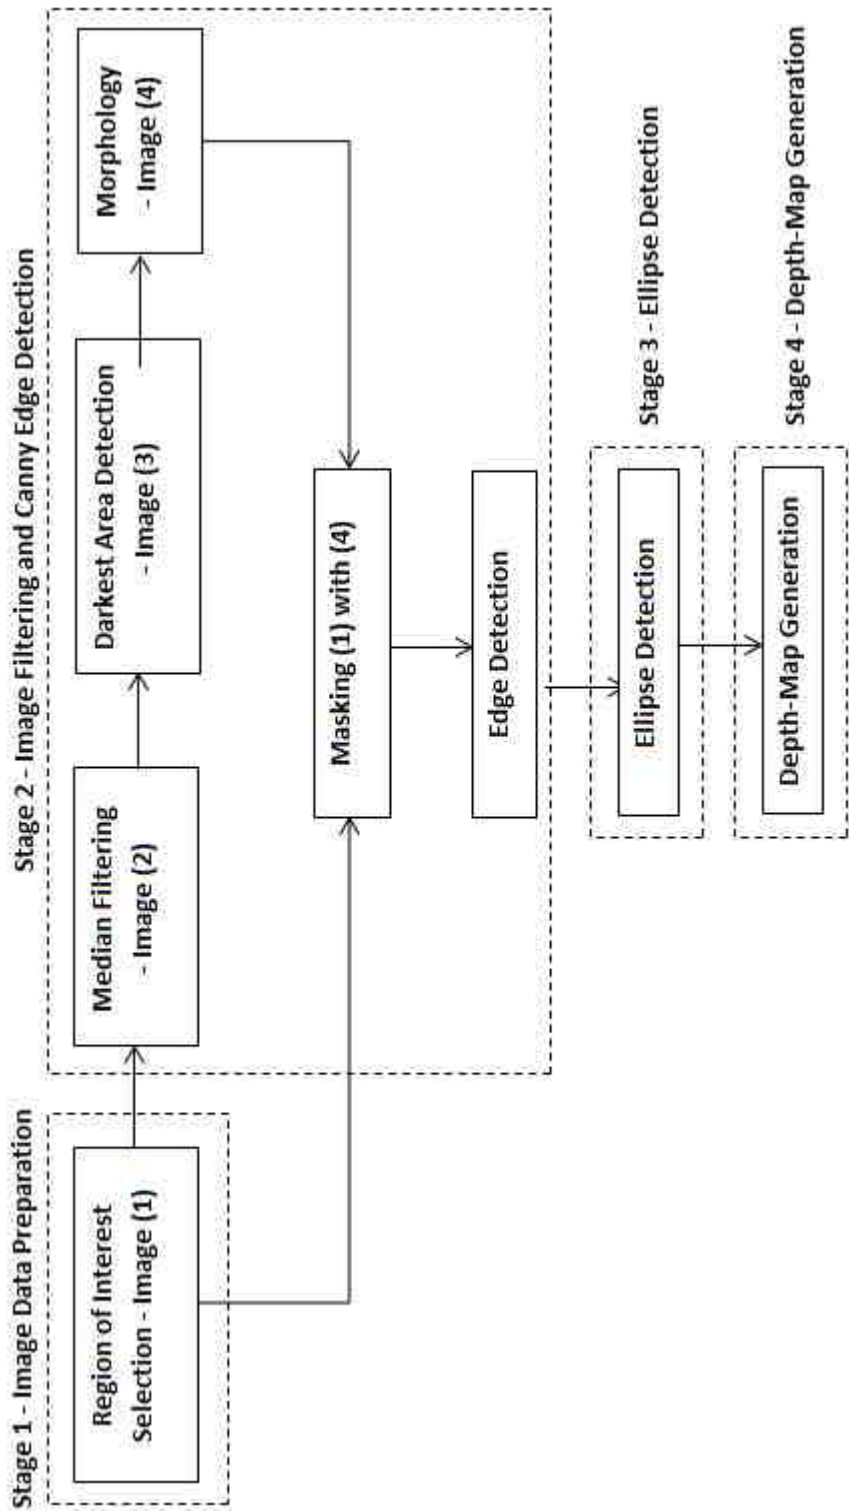 Stage 1 - Image Data Preparation
Region of Interest
Selection - Image (1)
Stage 2 - Image Filtering and Canny Edge Detection
Median Filtering
- Image (2)
Darkest Area Detection
- Image (3)
Morphology
- Image (4)
Masking (1) with (4)
Edge Detection
Stage 3 - Ellipse Detection
Ellipse Detection
Stage 4 - Depth-Map Generation
Depth-Map Generation